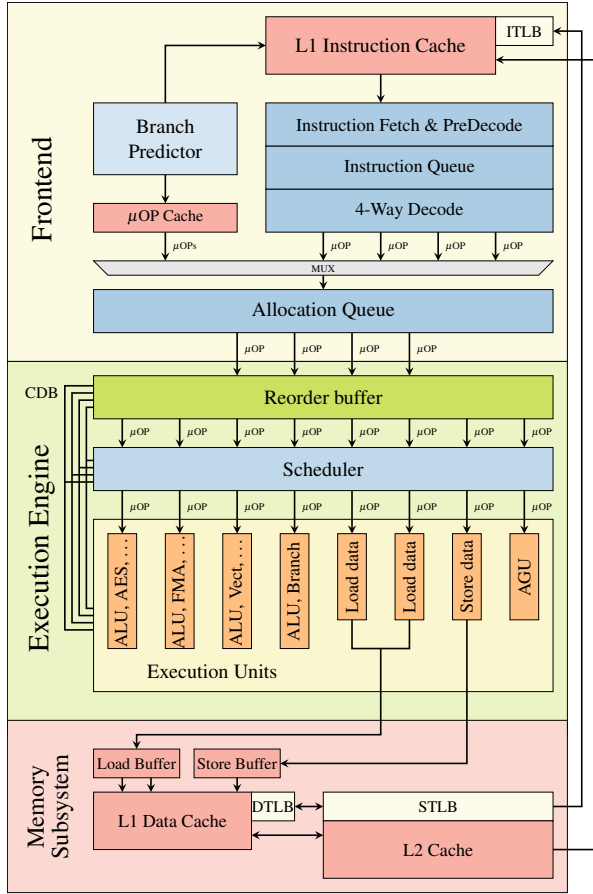 L1 Instruction Cache
ITLB
Branch
Predictor
Instruction Fetch & PreDecode
Instruction Queue
4-Way Decode
μOP Cache
μOPs
μOP
μOP
μOP
μOP
MUX
Allocation Queue
Frontend
μOP
μOP
μOP
μOP
CDB
Reorder buffer
μOP
μOP
μOP
μOP
μOP
μOP
μOP
μOP
Scheduler
μOP
μOP
μOP
μOP
μOP
μOP
μOP
μOP
ALU, AES, …
ALU, FMA, …
ALU, Vect, …
ALU, Branch
Load data
Load data
Store data
AGU
Execution Units
Execution Engine
Load Buffer
Store Buffer
L1 Data Cache
DTLB
STLB
L2 Cache
Memory
Subsystem